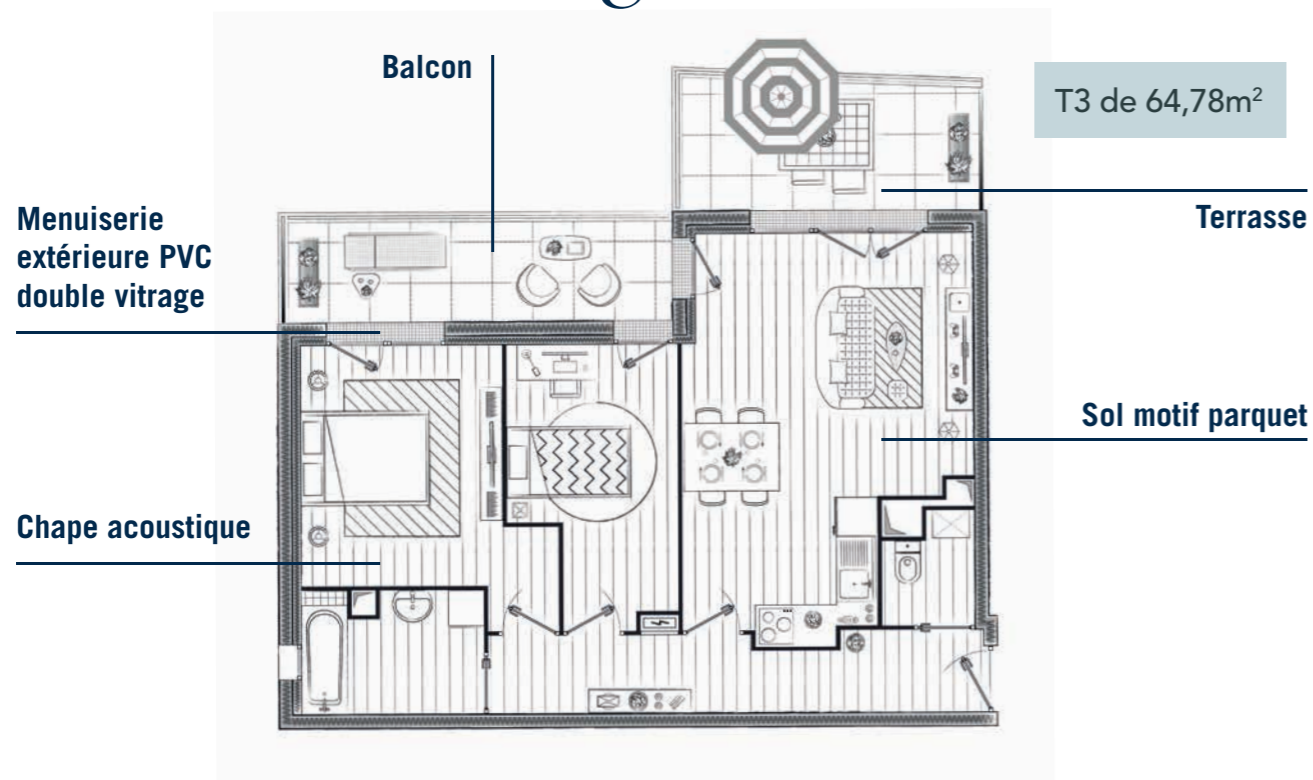 Balcon
T3 de 64,78m²
Menuiserie
extérieure PVC
double vitrage
Terrasse
Sol motif parquet
Chape acoustique